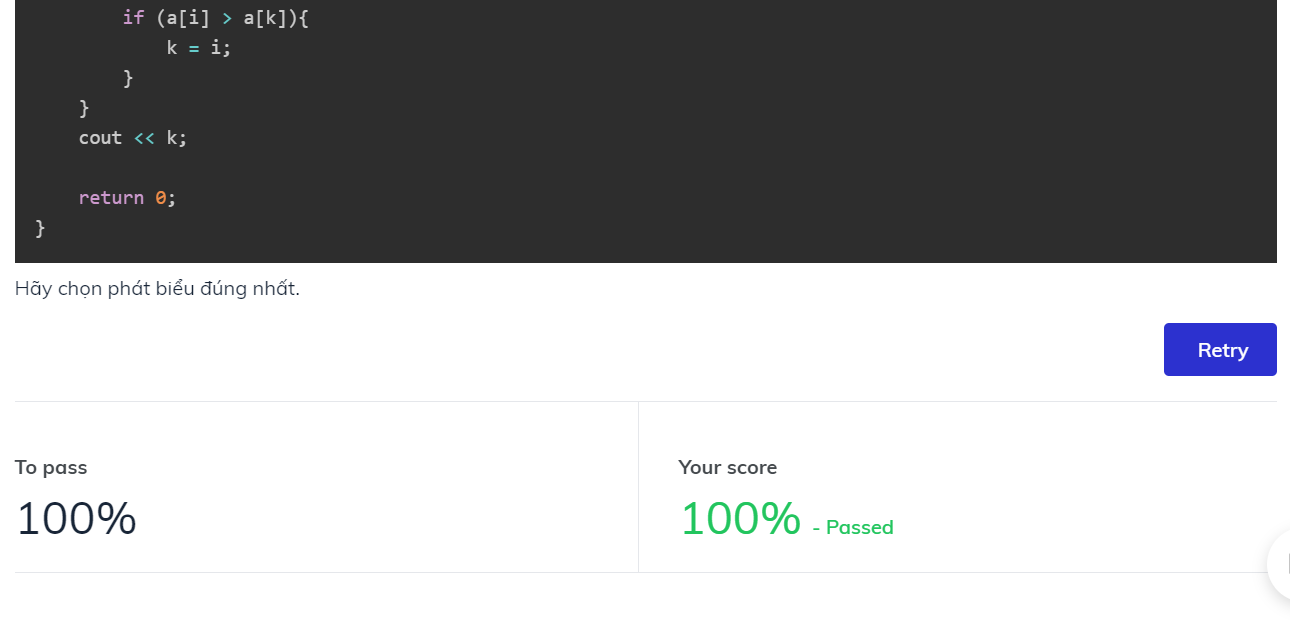 if (a[i] > a[k]){
k = i;
}
}
cout << k;
return 0;
}
Hãy chọn phát biểu đúng nhất.
Retry
To pass
100%
Your score
100% - Passed